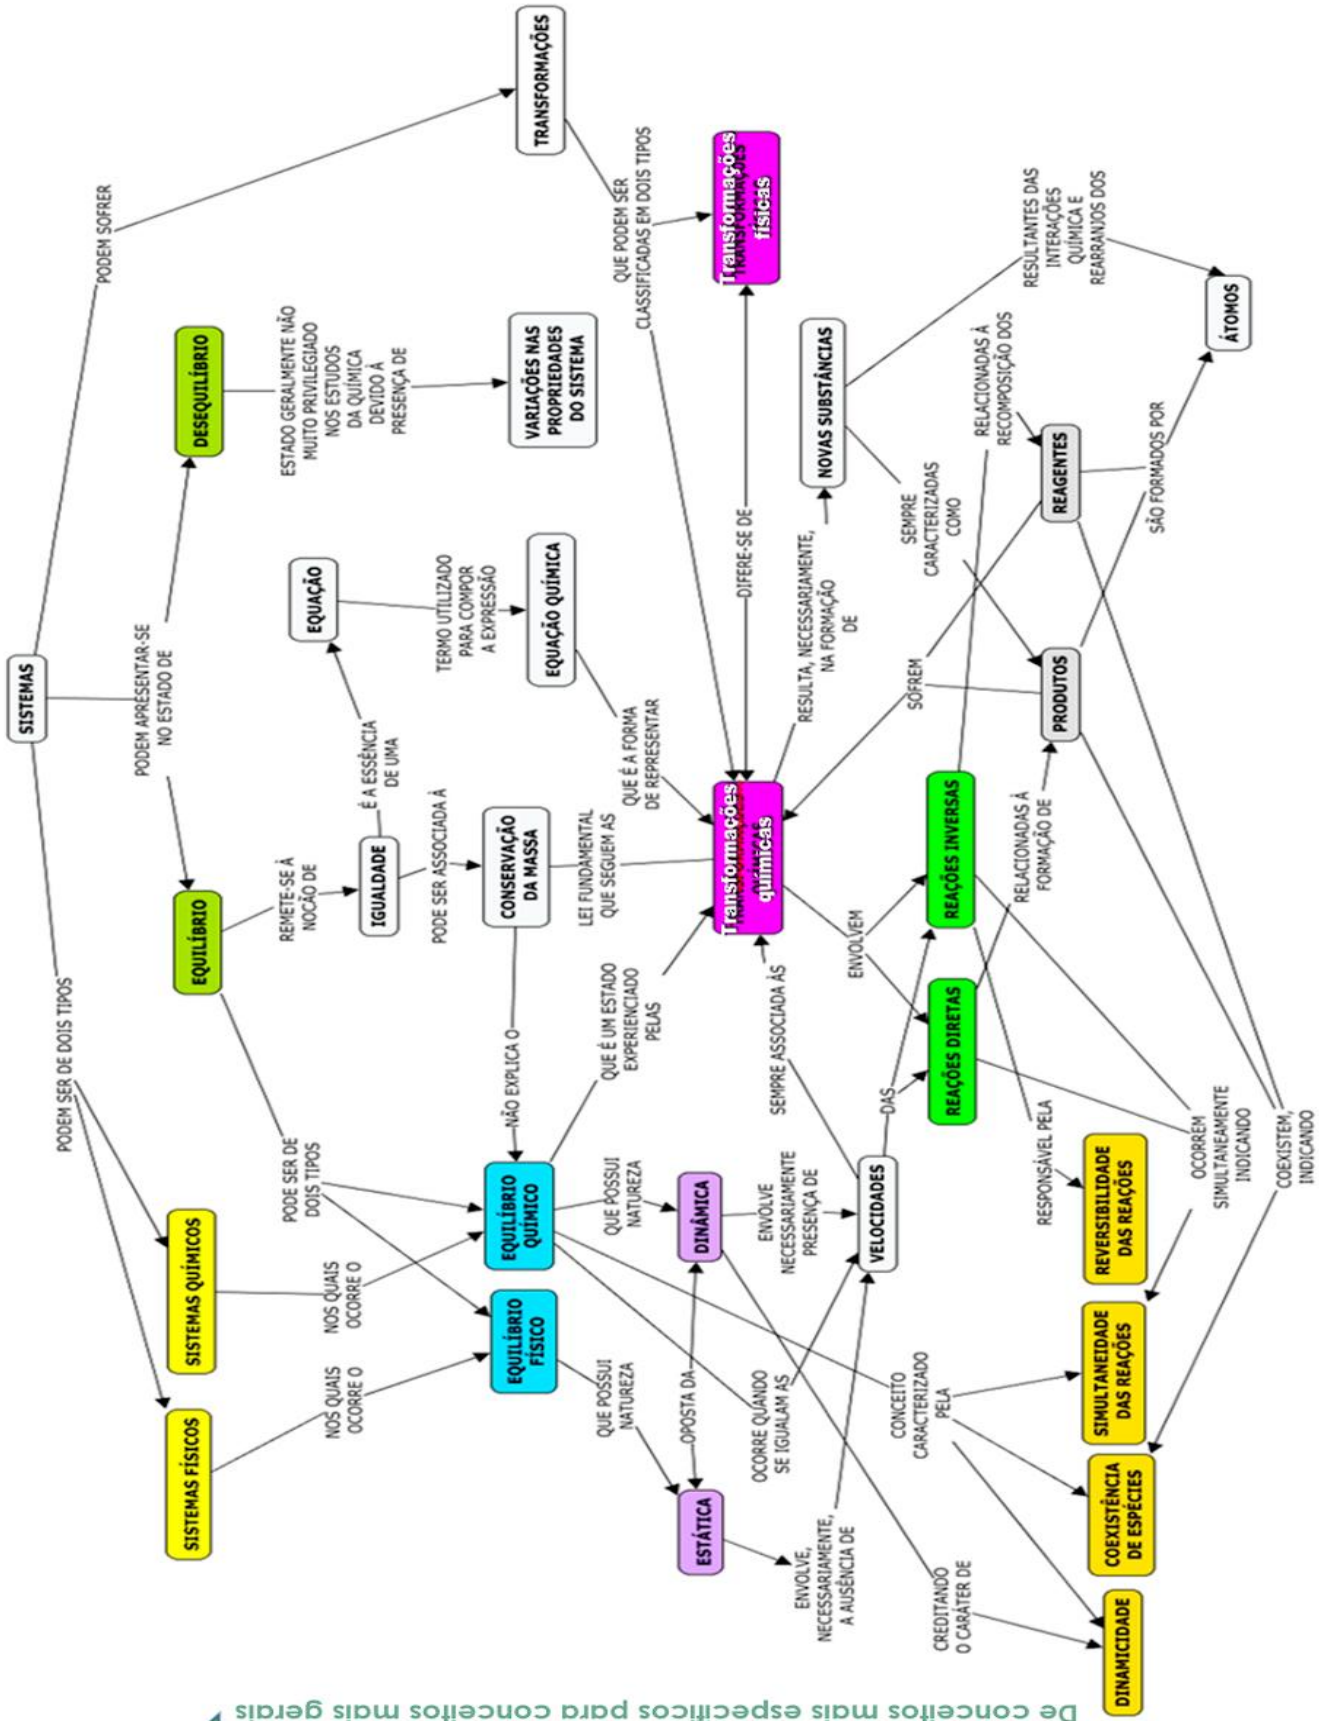 SISTEMAS
PODEM SER DE DOIS TIPOS
PODEM APRESENTAR-SE
NO ESTADO DE
PODEM SOFRER
SISTEMAS FÍSICOS
SISTEMAS QUÍMICOS
EQUILÍBRIO
DESEQUILÍBRIO
NOS QUAIS
OCORRE O
NOS QUAIS
OCORRE O
PODE SER DE
DOIS TIPOS
REMETE-SE À
NOCÃO DE
IGUALDADE
É A ESSÊNCIA
DE UMA
EQUAÇÃO
ESTADO GERALMENTE NÃO
MUITO PRIVILEGIADO
NOS ESTUDOS
DA QUÍMICA
DEVIDO À
PRESENÇA DE
PODE SER ASSOCIADA À
TERMO UTILIZADO
PARA COMPOR
A EXPRESSÃO
EQUILÍBRIO
FÍSICO
EQUILÍBRIO
QUÍMICO
NÃO EXPLICA O
CONSERVAÇÃO
DA MASSA
EQUAÇÃO QUÍMICA
VARIAÇÕES NAS
PROPRIEDADES
DO SISTEMA
TRANSFORMAÇÕES
QUE POSSUI
NATUREZA
QUE POSSUI
NATUREZA
QUE É UM ESTADO
EXPERIENCIADO
PELAS
LEI FUNDAMENTAL
QUE SEGUEM AS
QUE É A FORMA
DE REPRESENTAR
QUE PODEM SER
CLASSIFICADAS EM DOIS TIPOS
ESTÁTICA
OPOSTA DA
DINÂMICA
Transformações
químicas
DIFERE-SE DE
Transformações
físicas
ENVOLVE,
NECESSARIAMENTE,
A AUSÊNCIA DE
OCORRE QUANDO
SE IGUALAM AS
ENVOLVE
NECESSARIAMENTE
PRESENÇA DE
SEMPRE ASSOCIADA ÀS
ENVOLVEM
RESULTA, NECESSARIAMENTE,
NA FORMAÇÃO
DE
NOVAS SUBSTÂNCIAS
VELOCIDADES
DAS
CREDITANDO
O CARÁTER DE
CONCEITO
CARACTERIZADO
PELA
REAÇÕES DIRETAS
REAÇÕES INVERSAS
SOFREM
SEMPRE
CARACTERIZADAS
COMO
RELACIONADAS À
RECOMPOSIÇÃO DOS
RESULTANTES DAS
INTERAÇÕES
QUÍMICA E
REARRANJOS DOS
RESPONSÁVEL PELA
RELACIONADAS À
FORMAÇÃO DE
PRODUTOS
REAGENTES
SÃO FORMADOS POR
ÁTOMOS
DINAMICIDADE
COEXISTÊNCIA
DE ESPÉCIES
SIMULTANEIDADE
DAS REAÇÕES
REVERSIBILIDADE
DAS REAÇÕES
OCORREM
SIMULTANEAMENTE
INDICANDO
COEXISTEM,
INDICANDO
De conceitos mais específicos para conceitos mais gerais